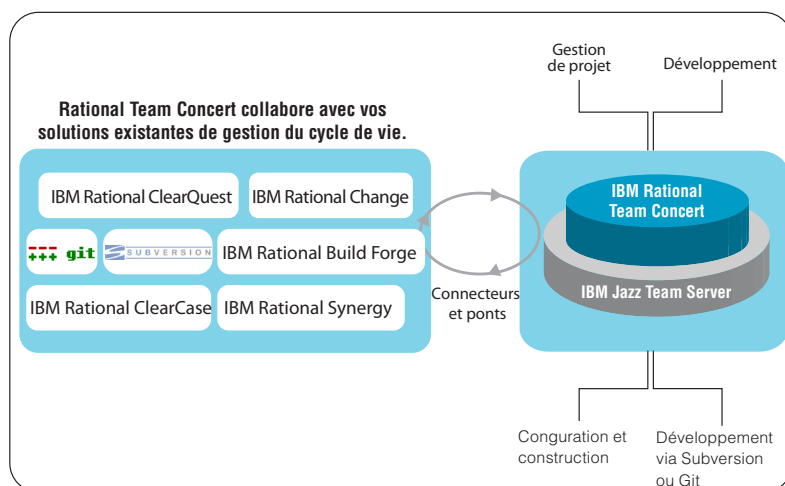 Gestion
de projet
Développement
Rational Team Concert collabore avec vos
solutions existantes de gestion du cycle de vie.
IBM Rational ClearQuest
IBM Rational Change
git
SUBVERSION
IBM Rational Build Forge
IBM Rational ClearCase
IBM Rational Synergy
Connecteurs
et ponts
IBM Rational
Team Concert
IBM Jazz Team Server
Conguration et
construction
Développement
via Subversion
ou Git